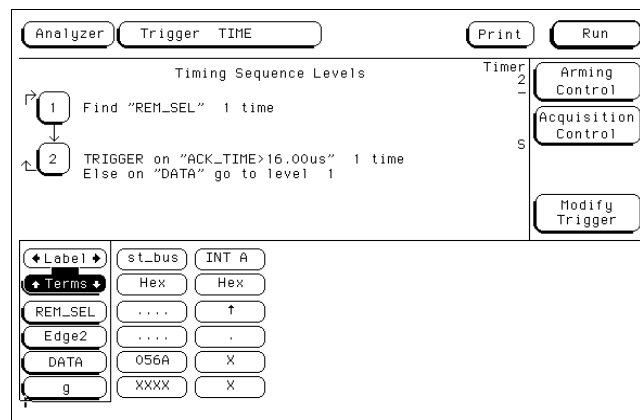 Analyzer Trigger TIME Print Run
Timing Sequence Levels
Timer
2
-
S
Arming
Control
Acquisition
Control
Modify
Trigger
1 Find "REM_SEL" 1 time
2 TRIGGER on "ACK_TIME>16.00us" 1 time
Else on "DATA" go to level 1
Label st_bus INT A
Terms Hex Hex
REM_SEL .... ↑
Edge2 .... .
DATA 056A X
g XXXX X